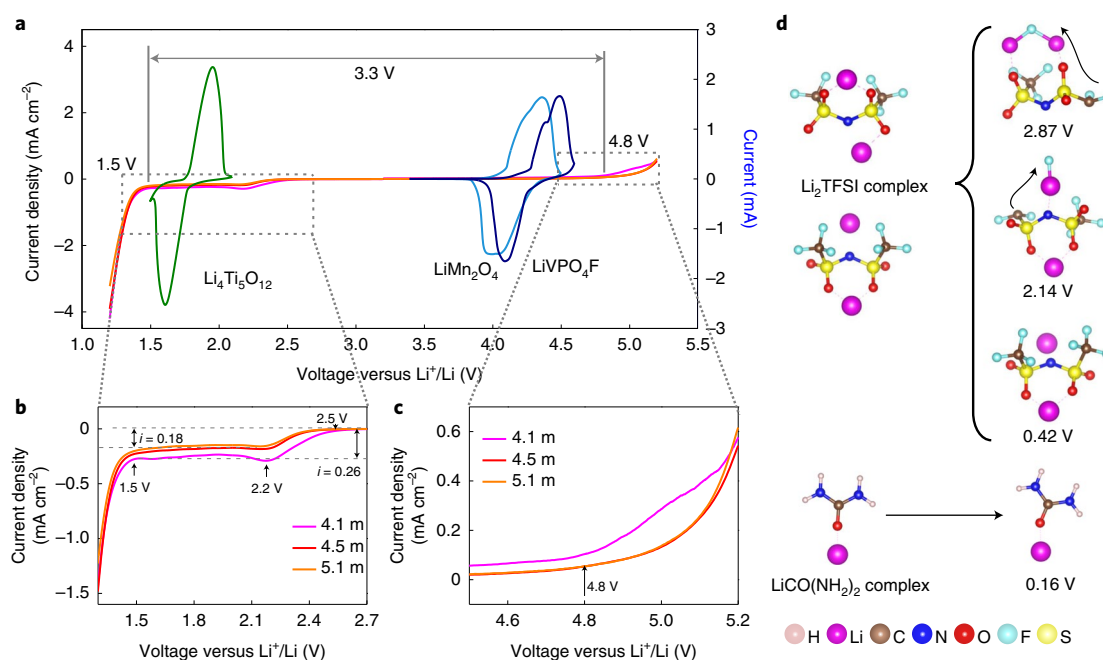 a
4
2
0
−2
−4
Current density (mA cm⁻²)
3
2
1
0
−1
−2
−3
Current (mA)
3.3 V
1.5 V
4.8 V
Li₄Ti₅O₁₂
LiMn₂O₄
LiVPO₄F
1.0 1.5 2.0 2.5 3.0 3.5 4.0 4.5 5.0 5.5
Voltage versus Li⁺/Li (V)
b
0
−0.5
−1.0
−1.5
Current density
(mA cm⁻²)
2.5 V
i = 0.18
i = 0.26
1.5 V
2.2 V
4.1 m
4.5 m
5.1 m
1.5 1.8 2.1 2.4 2.7
Voltage versus Li⁺/Li (V)
c
0.6
0.4
0.2
0
Current density
(mA cm⁻²)
4.1 m
4.5 m
5.1 m
4.8 V
4.6 4.8 5.0 5.2
Voltage versus Li⁺/Li (V)
d
Li₂TFSI complex
2.87 V
2.14 V
0.42 V
LiCO(NH₂)₂ complex
0.16 V
H Li C N O F S